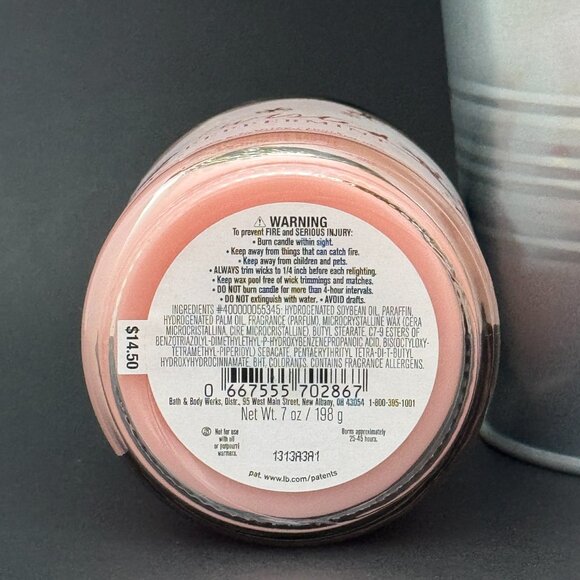 PEPPERMINT
⚠ WARNING
To prevent FIRE and SERIOUS INJURY:
• Burn candle within sight.
• Keep away from things that can catch fire.
• Keep away from children and pets.
• ALWAYS trim wicks to 1/4 inch before each relighting.
• Keep wax pool free of wick trimmings and matches.
• DO NOT burn candle for more than 4-hour intervals.
• DO NOT extinguish with water. • AVOID drafts.
INGREDIENTS #400000055345: HYDROGENATED SOYBEAN OIL, PARAFFIN,
HYDROGENATED PALM OIL, FRAGRANCE (PARFUM), MICROCRYSTALLINE WAX (CERA
MICROCRISTALLINA, CIRE MICROCRISTALLINE), BUTYL STEARATE, C7-9 ESTERS OF
BENZOTRIAZOLYL-DIMETHYLETHYL-P-HYDROXYBENZENEPROPANOIC ACID, BIS(OCTYLOXY-
TETRAMETHYL-PIPERIDYL) SEBACATE, PENTAERYTHRITYL TETRA-DI-T-BUTYL
HYDROXYHYDROCINNAMATE, BHT, COLORANTS. CONTAINS FRAGRANCE ALLERGENS.
$14.50
0 667555 702867
Bath & Body Works, Distr., 95 West Main Street, New Albany, OH 43054 1-800-395-1001
Net Wt. 7 oz / 198 g
Not for use
with oil
or potpourri
warmers.
Burns approximately
25-45 hours.
1313A3A1
pat. www.lb.com/patents